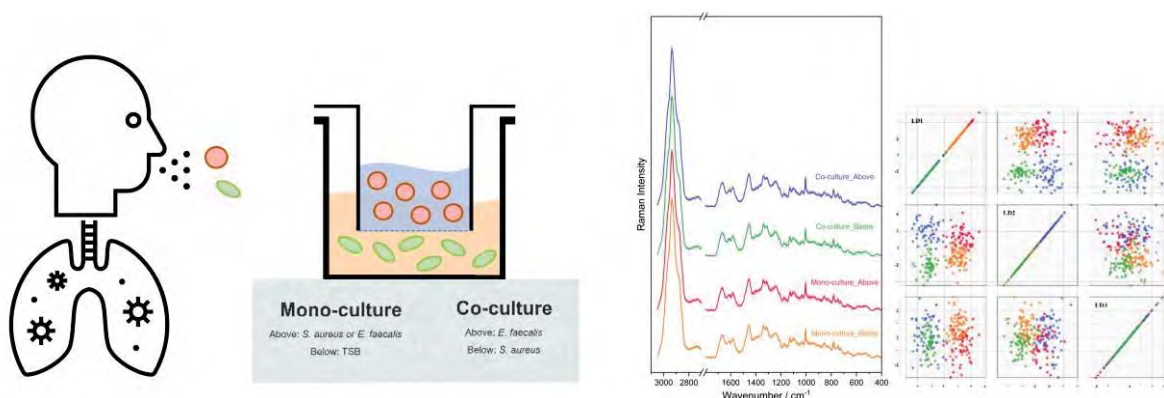 Mono-culture
Above: S. aureus or E. faecalis
Below: TSB
Co-culture
Above: E. faecalis
Below: S. aureus
Raman Intensity
Co-culture_Above
Co-culture_Below
Mono-culture_Above
Mono-culture_Below
3000 2800 1600 1400 1200 1000 800 600 400
Wavenumber / cm⁻¹
LD1
LD2
LD3